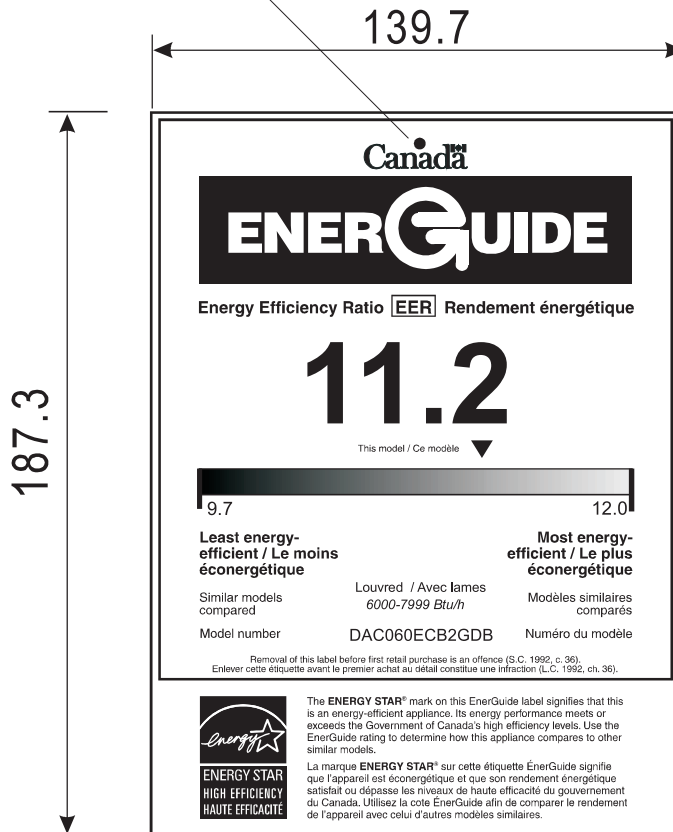 139.7
187.3
Canada
ENERGUIDE
Energy Efficiency Ratio EER Rendement énergétique
11.2
This model / Ce modèle
9.7 12.0
Least energy-
efficient / Le moins
éconergétique
Most energy-
efficient / Le plus
éconergétique
Similar models
compared
Louvred / Avec lames
6000-7999 Btu/h
Modèles similaires
comparés
Model number DAC060ECB2GDB Numéro du modèle
Removal of this label before first retail purchase is an offence (S.C. 1992, c. 36).
Enlever cette étiquette avant le premier achat au détail constitue une infraction (L.C. 1992, ch. 36).
energy
ENERGY STAR
HIGH EFFICIENCY
HAUTE EFFICACITÉ
The ENERGY STAR® mark on this EnerGuide label signifies that this
is an energy-efficient appliance. Its energy performance meets or
exceeds the Government of Canada's high efficiency levels. Use the
EnerGuide rating to determine how this appliance compares to other
similar models.
La marque ENERGY STAR® sur cette étiquette ÉnerGuide signifie
que l'appareil est éconergétique et que son rendement énergétique
satisfait ou dépasse les niveaux de haute efficacité du gouvernement
du Canada. Utilisez la cote ÉnerGuide afin de comparer le rendement
de l'appareil avec celui d'autres modèles similaires.